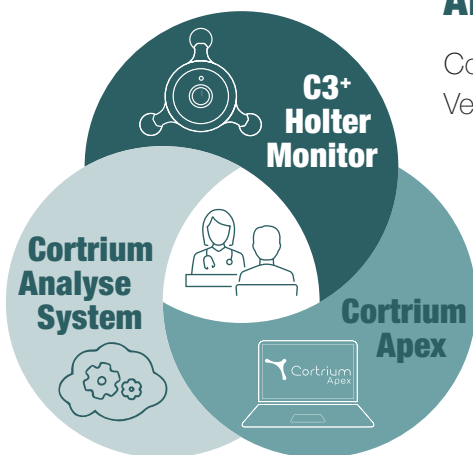 C3+
Holter
Monitor
Cortrium
Analyse
System
Cortrium
Apex
Cortrium
Apex